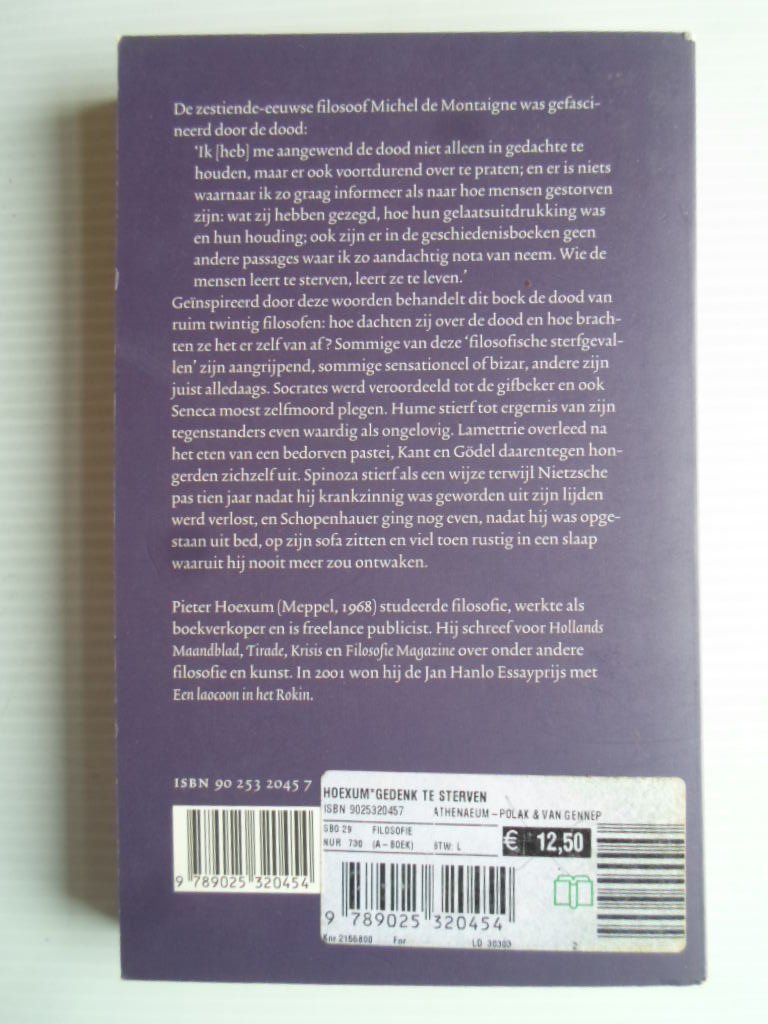 De zestiende-eeuwse filosoof Michel de Montaigne was gefasci-
neerd door de dood:
'Ik [heb] me aangewend de dood niet alleen in gedachte te
houden, maar er ook voortdurend over te praten; en er is niets
waarnaar ik zo graag informeer als naar hoe mensen gestorven
zijn: wat zij hebben gezegd, hoe hun gelaatsuitdrukking was
en hun houding; ook zijn er in de geschiedenisboeken geen
andere passages waar ik zo aandachtig nota van neem. Wie de
mensen leert te sterven, leert ze te leven.'
Geïnspireerd door deze woorden behandelt dit boek de dood van
ruim twintig filosofen: hoe dachten zij over de dood en hoe brach-
ten ze het er zelf van af? Sommige van deze 'filosofische sterfgeval-
len' zijn aangrijpend, sommige sensationeel of bizar, andere zijn
juist alledaags. Socrates werd veroordeeld tot de gifbeker en ook
Seneca moest zelfmoord plegen. Hume stierf tot ergernis van zijn
tegenstanders even waardig als ongelovig. Lamettrie overleed na
het eten van een bedorven pastei, Kant en Gödel daarentegen hon-
gerden zichzelf uit. Spinoza stierf als een wijze terwijl Nietzsche
pas tien jaar nadat hij krankzinnig was geworden uit zijn lijden
werd verlost, en Schopenhauer ging nog even, nadat hij was opge-
staan uit bed, op zijn sofa zitten en viel toen rustig in een slaap
waaruit hij nooit meer zou ontwaken.
Pieter Hoexum (Meppel, 1968) studeerde filosofie, werkte als
boekverkoper en is freelance publicist. Hij schreef voor Hollands
Maandblad, Tirade, Krisis en Filosofie Magazine over onder andere
filosofie en kunst. In 2001 won hij de Jan Hanlo Essayprijs met
Een laocoon in het Rokin.
ISBN 90 253 2045 7
9 789025 320454
HOEXUM*GEDENK TE STERVEN
ISBN 9025320457 ATHENAEUM-POLAK & VAN GENNEP
SBO 29 FILOSOFIE
NUR 730 (A-BOEK) BTW: L € 12,50
9 789025 320454
Knr 2156800 For LD 30303 2